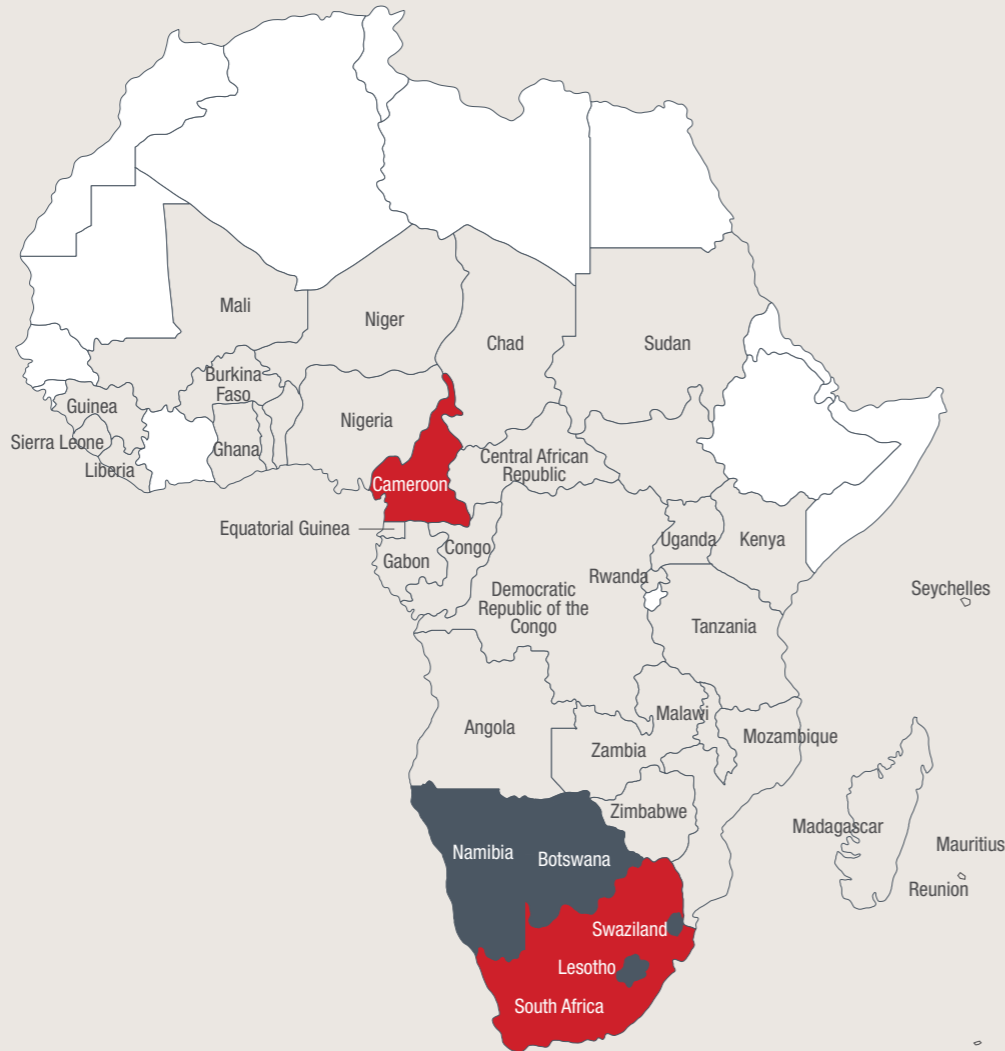 Mali
Niger
Chad
Sudan
Burkina
Faso
Guinea
Nigeria
Sierra Leone
Ghana
Liberia
Central African
Republic
Cameroon
Equatorial Guinea
Congo
Uganda
Kenya
Gabon
Rwanda
Democratic
Republic of the
Congo
Seychelles
Tanzania
Angola
Malawi
Mozambique
Zambia
Zimbabwe
Madagascar
Mauritius
Namibia
Botswana
Reunion
Swaziland
Lesotho
South Africa